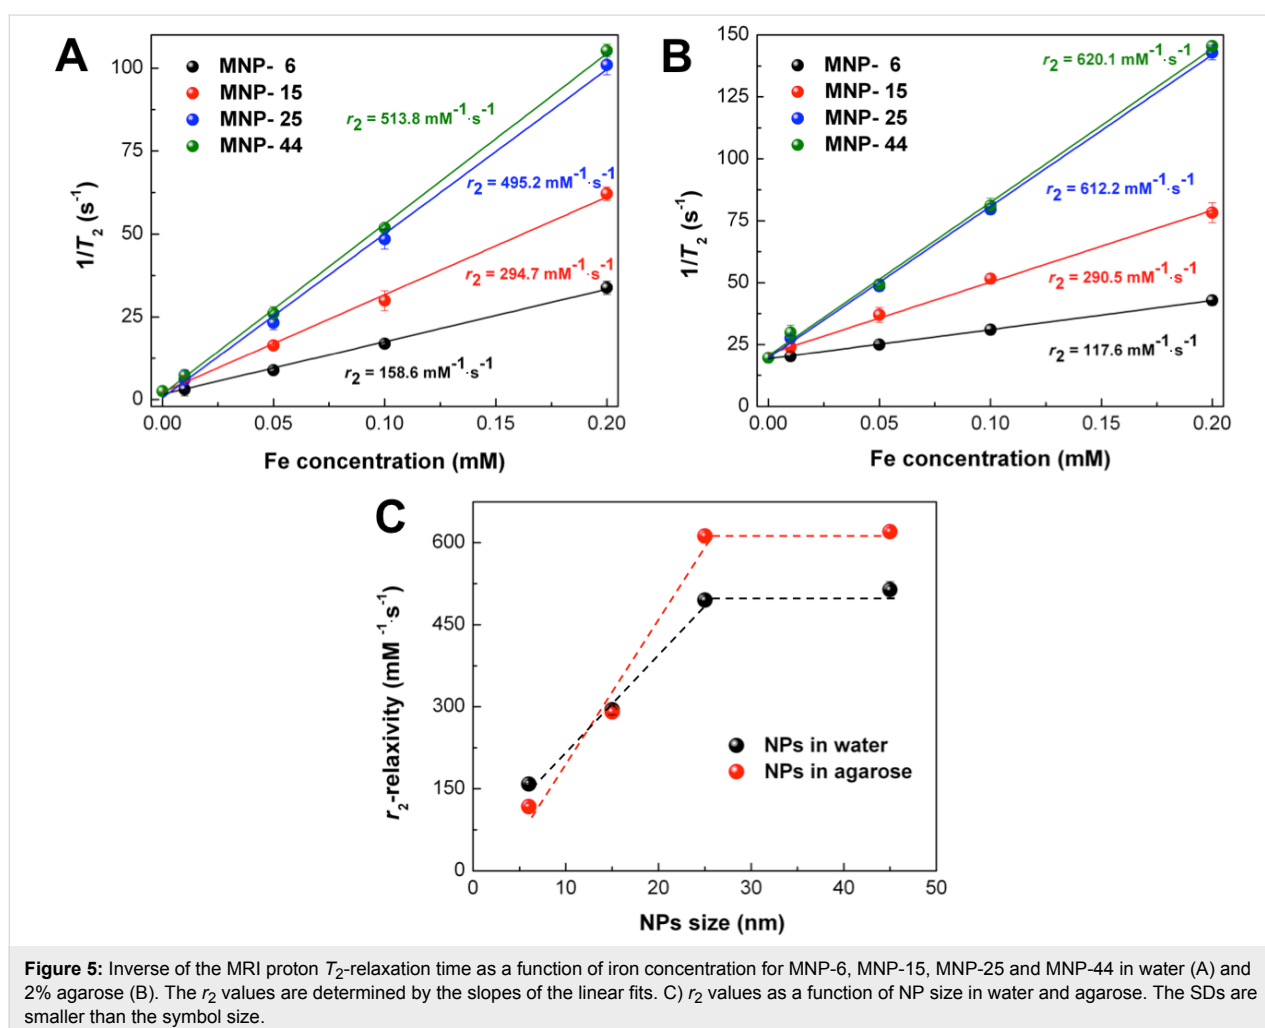 A
MNP- 6
MNP- 15
MNP- 25
MNP- 44
r2 = 513.8 mM-1·s-1
r2 = 495.2 mM-1·s-1
r2 = 294.7 mM-1·s-1
r2 = 158.6 mM-1·s-1
100
75
50
25
0
1/T2 (s-1)
0.00 0.05 0.10 0.15 0.20
Fe concentration (mM)
B
MNP- 6
MNP- 15
MNP- 25
MNP- 44
r2 = 620.1 mM-1·s-1
r2 = 612.2 mM-1·s-1
r2 = 290.5 mM-1·s-1
r2 = 117.6 mM-1·s-1
150
125
100
75
50
25
0
1/T2 (s-1)
0.00 0.05 0.10 0.15 0.20
Fe concentration (mM)
C
600
450
300
150
0
r2-relaxivity (mM-1·s-1)
NPs in water
NPs in agarose
0 10 20 30 40 50
NPs size (nm)
Figure 5: Inverse of the MRI proton T2-relaxation time as a function of iron concentration for MNP-6, MNP-15, MNP-25 and MNP-44 in water (A) and
2% agarose (B). The r2 values are determined by the slopes of the linear fits. C) r2 values as a function of NP size in water and agarose. The SDs are
smaller than the symbol size.